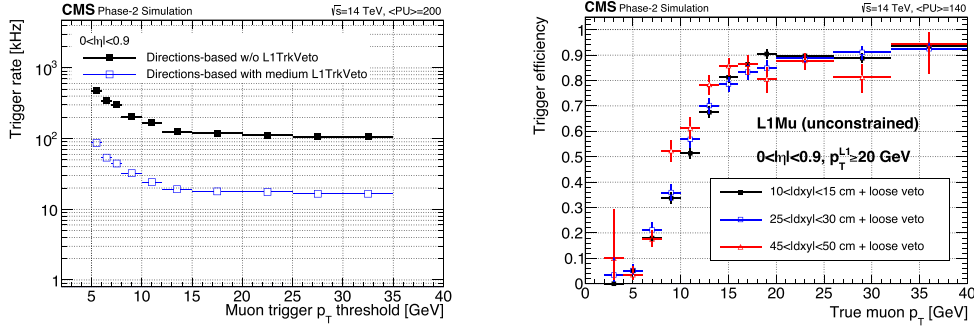 CMS Phase-2 Simulation √s=14 TeV, <PU>=200
Trigger rate [kHz]
0<|η|<0.9
Directions-based w/o L1TrkVeto
Directions-based with medium L1TrkVeto
10³
10²
10
1
5 10 15 20 25 30 35 40
Muon trigger p_T threshold [GeV]
CMS Phase-2 Simulation √s=14 TeV, <PU>=140
Trigger efficiency
1
0.9
0.8
0.7
0.6
0.5
0.4
0.3
0.2
0.1
0
L1Mu (unconstrained)
0<|η|<0.9, p_T^L1≥20 GeV
10<|dxy|<15 cm + loose veto
25<|dxy|<30 cm + loose veto
45<|dxy|<50 cm + loose veto
0 5 10 15 20 25 30 35 40
True muon p_T [GeV]